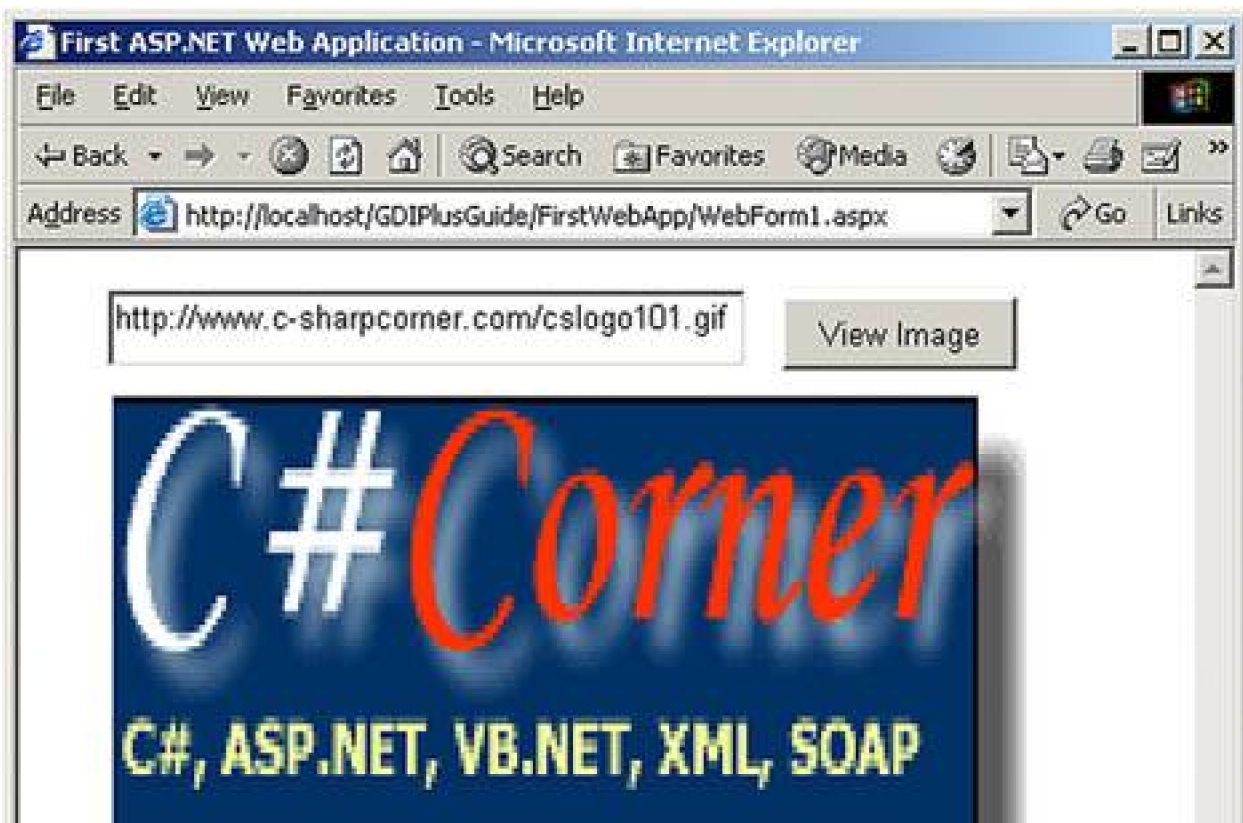 First ASP.NET Web Application - Microsoft Internet Explorer
File Edit View Favorites Tools Help
Back Search Favorites Media »
Address http://localhost/GDIPlusGuide/FirstWebApp/WebForm1.aspx Go Links
http://www.c-sharpcorner.com/cslogo101.gif View Image
C# Corner
C#, ASP.NET, VB.NET, XML, SOAP